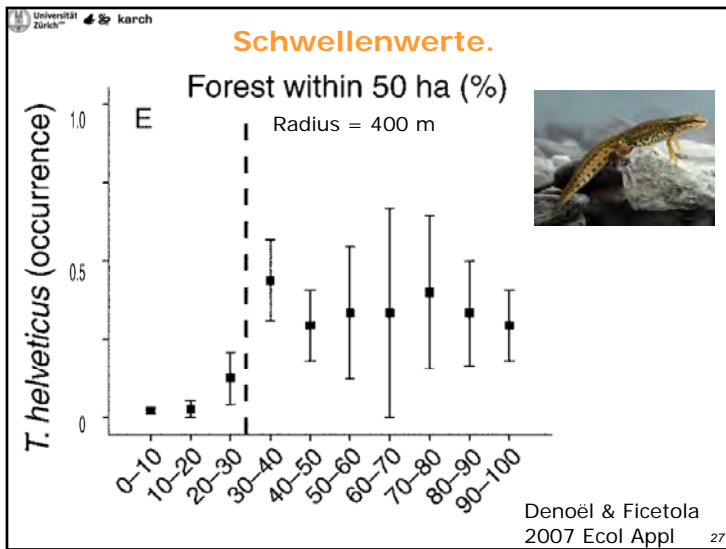 Universität Zürich UZH karch
Schwellenwerte.
Forest within 50 ha (%)
E
Radius = 400 m
T. helveticus (occurrence)
1.0
0.5
0
0–10
10–20
20–30
30–40
40–50
50–60
60–70
70–80
80–90
90–100
Denoël & Ficetola
2007 Ecol Appl
27